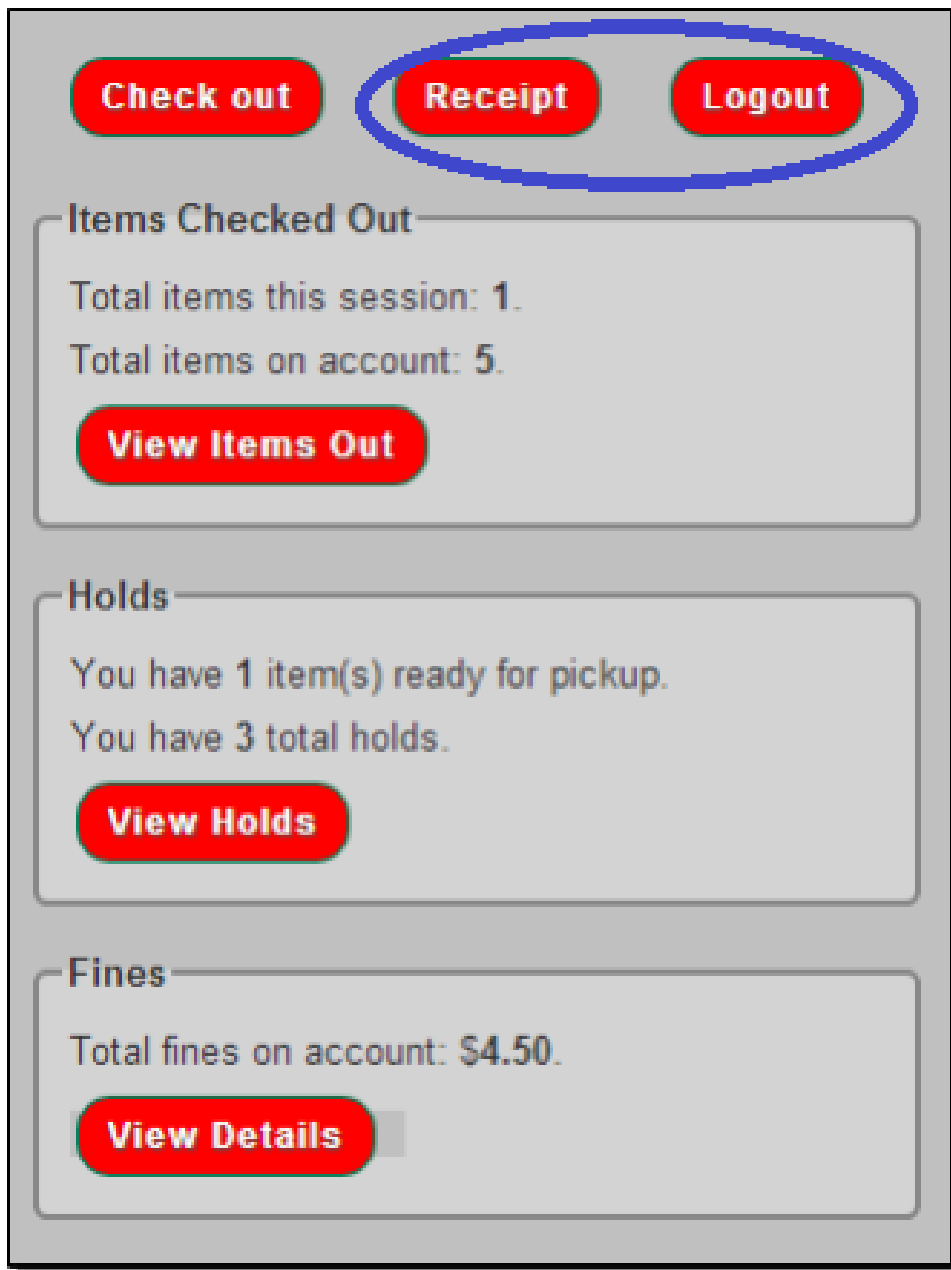 Check out Receipt Logout
Items Checked Out
Total items this session: 1.
Total items on account: 5.
View Items Out
Holds
You have 1 item(s) ready for pickup.
You have 3 total holds.
View Holds
Fines
Total fines on account: $4.50.
View Details